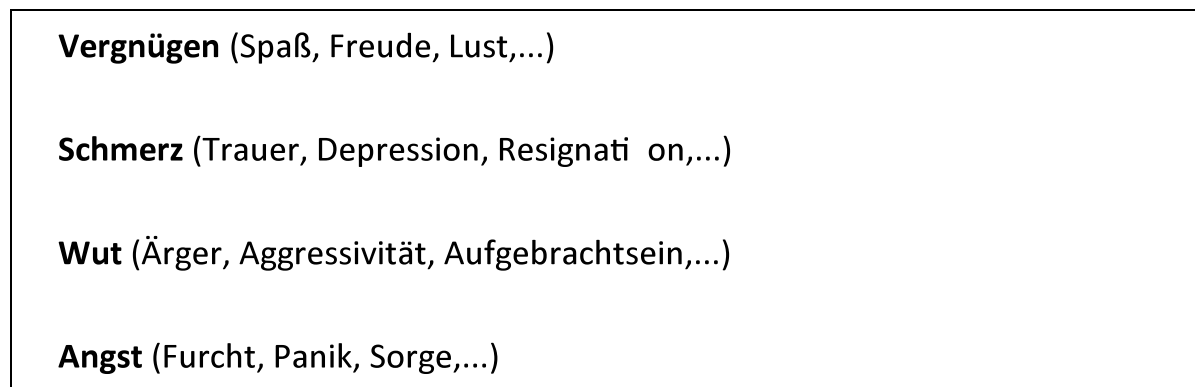 Vergnügen (Spaß, Freude, Lust,...)
Schmerz (Trauer, Depression, Resignati on,...)
Wut (Ärger, Aggressivität, Aufgebrachtsein,...)
Angst (Furcht, Panik, Sorge,...)